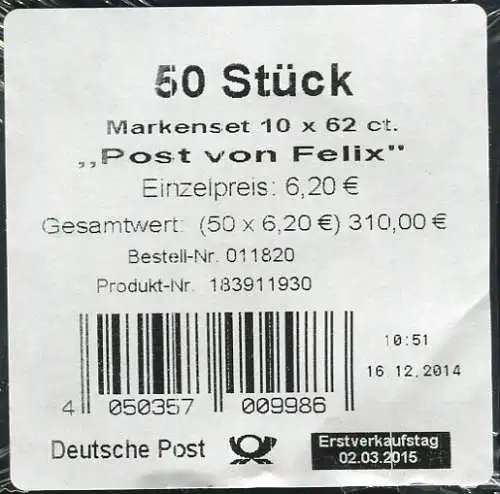 50 Stück
Markenset 10 x 62 ct.
„Post von Felix"
Einzelpreis: 6,20 €
Gesamtwert: (50 x 6,20 €) 310,00 €
Bestell-Nr. 011820
Produkt-Nr. 183911930
10:51
16.12.2014
4 050357 009986
Deutsche Post
Erstverkaufstag
02.03.2015